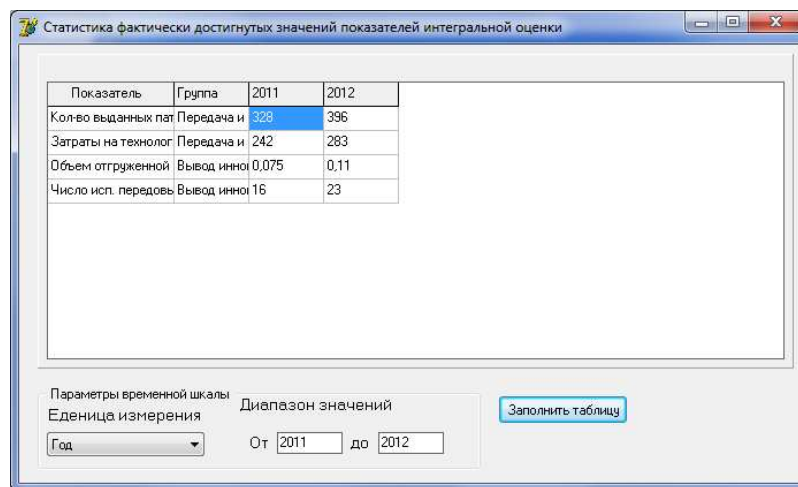 Статистика фактически достигнутых значений показателей интегральной оценки
Показатель Группа 2011 2012
Кол-во выданных пат Передача и 328 396
Затраты на технолог Передача и 242 283
Объем отгруженной Вывод инно 0,075 0,11
Число исп. передовь Вывод инно 16 23
Параметры временной шкалы
Еденица измерения Диапазон значений
Заполнить таблицу
Год От 2011 до 2012